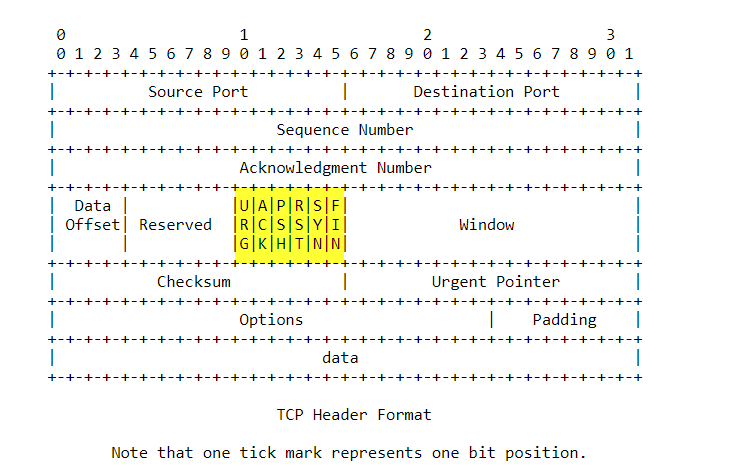 0                   1                   2                   3
 0 1 2 3 4 5 6 7 8 9 0 1 2 3 4 5 6 7 8 9 0 1 2 3 4 5 6 7 8 9 0 1
+-+-+-+-+-+-+-+-+-+-+-+-+-+-+-+-+-+-+-+-+-+-+-+-+-+-+-+-+-+-+-+-+
|          Source Port          |       Destination Port        |
+-+-+-+-+-+-+-+-+-+-+-+-+-+-+-+-+-+-+-+-+-+-+-+-+-+-+-+-+-+-+-+-+
|                        Sequence Number                        |
+-+-+-+-+-+-+-+-+-+-+-+-+-+-+-+-+-+-+-+-+-+-+-+-+-+-+-+-+-+-+-+-+
|                    Acknowledgment Number                      |
+-+-+-+-+-+-+-+-+-+-+-+-+-+-+-+-+-+-+-+-+-+-+-+-+-+-+-+-+-+-+-+-+
|  Data |           |U|A|P|R|S|F|                               |
| Offset| Reserved  |R|C|S|S|Y|I|            Window             |
|       |           |G|K|H|T|N|N|                               |
+-+-+-+-+-+-+-+-+-+-+-+-+-+-+-+-+-+-+-+-+-+-+-+-+-+-+-+-+-+-+-+-+
|           Checksum            |         Urgent Pointer        |
+-+-+-+-+-+-+-+-+-+-+-+-+-+-+-+-+-+-+-+-+-+-+-+-+-+-+-+-+-+-+-+-+
|                    Options                    |    Padding    |
+-+-+-+-+-+-+-+-+-+-+-+-+-+-+-+-+-+-+-+-+-+-+-+-+-+-+-+-+-+-+-+-+
|                             data                              |
+-+-+-+-+-+-+-+-+-+-+-+-+-+-+-+-+-+-+-+-+-+-+-+-+-+-+-+-+-+-+-+-+
TCP Header Format
Note that one tick mark represents one bit position.